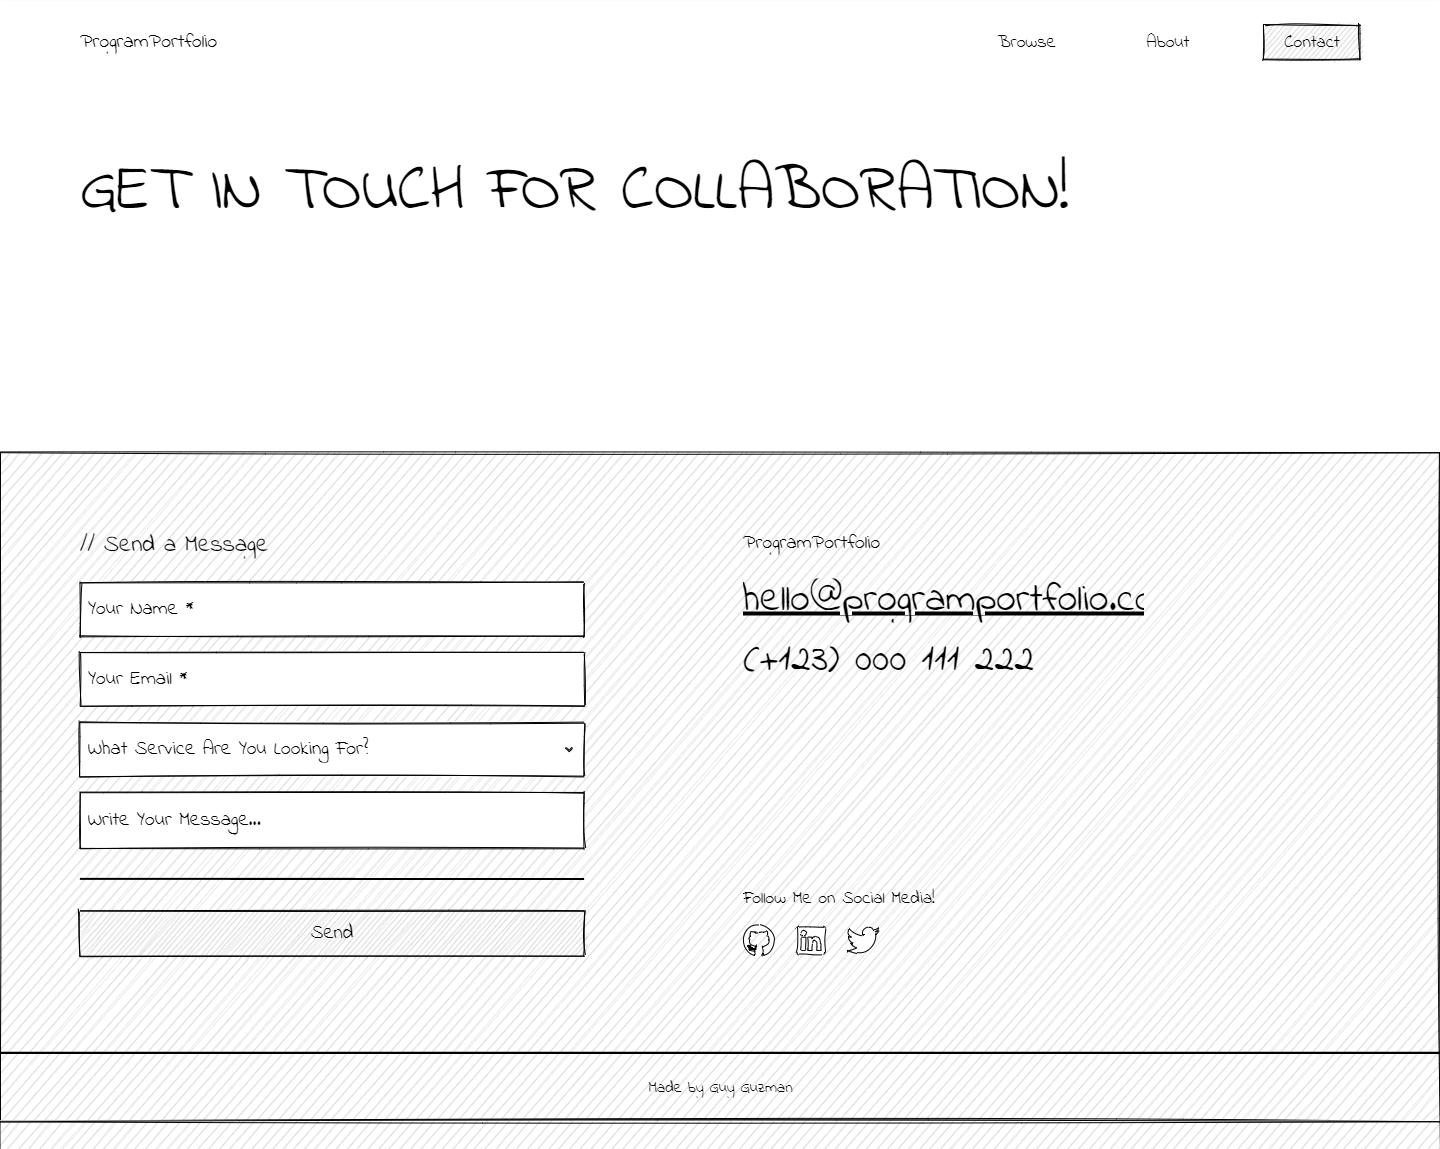 ProgramPortfolio
Browse
About
Contact
GET IN TOUCH FOR COLLABORATION!
// Send a Message
Your Name *
Your Email *
What Service Are You Looking For?
Write Your Message...
Send
ProgramPortfolio
hello@programportfolio.cc
(+123) 000 111 222
Follow Me on Social Media!
in
Made by Guy Guzman